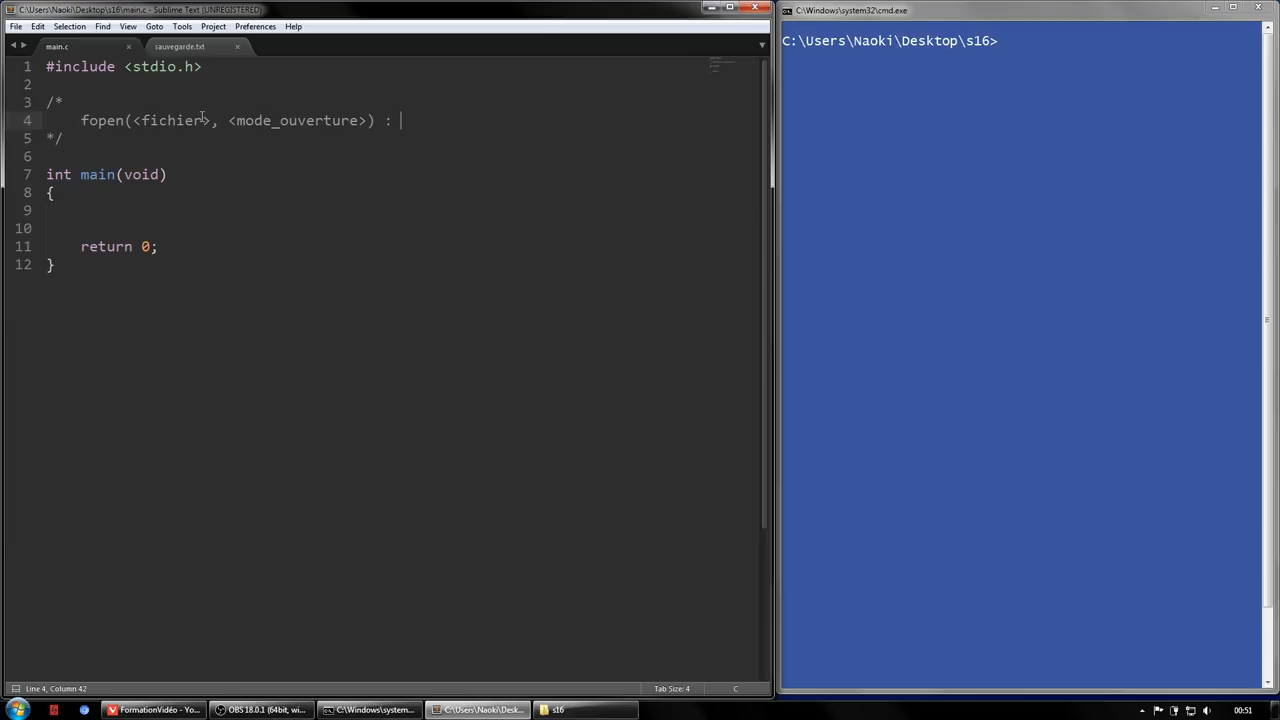 C:\Users\Naoki\Desktop\s16\main.c - Sublime Text (UNREGISTERED)
File Edit Selection Find View Goto Tools Project Preferences Help
main.c × sauvegarde.txt ×
1 #include <stdio.h>
2
3 /*
4 fopen(<fichier>, <mode_ouverture>) :
5 */
6
7 int main(void)
8 {
9
10
11 return 0;
12 }
Line 4, Column 42 Tab Size: 4 C
C:\Windows\system32\cmd.exe
C:\Users\Naoki\Desktop\s16>
FormationVidéo - Yo... OBS 18.0.1 (64bit, wi... C:\Windows\system... C:\Users\Naoki\Desk... s16 00:51